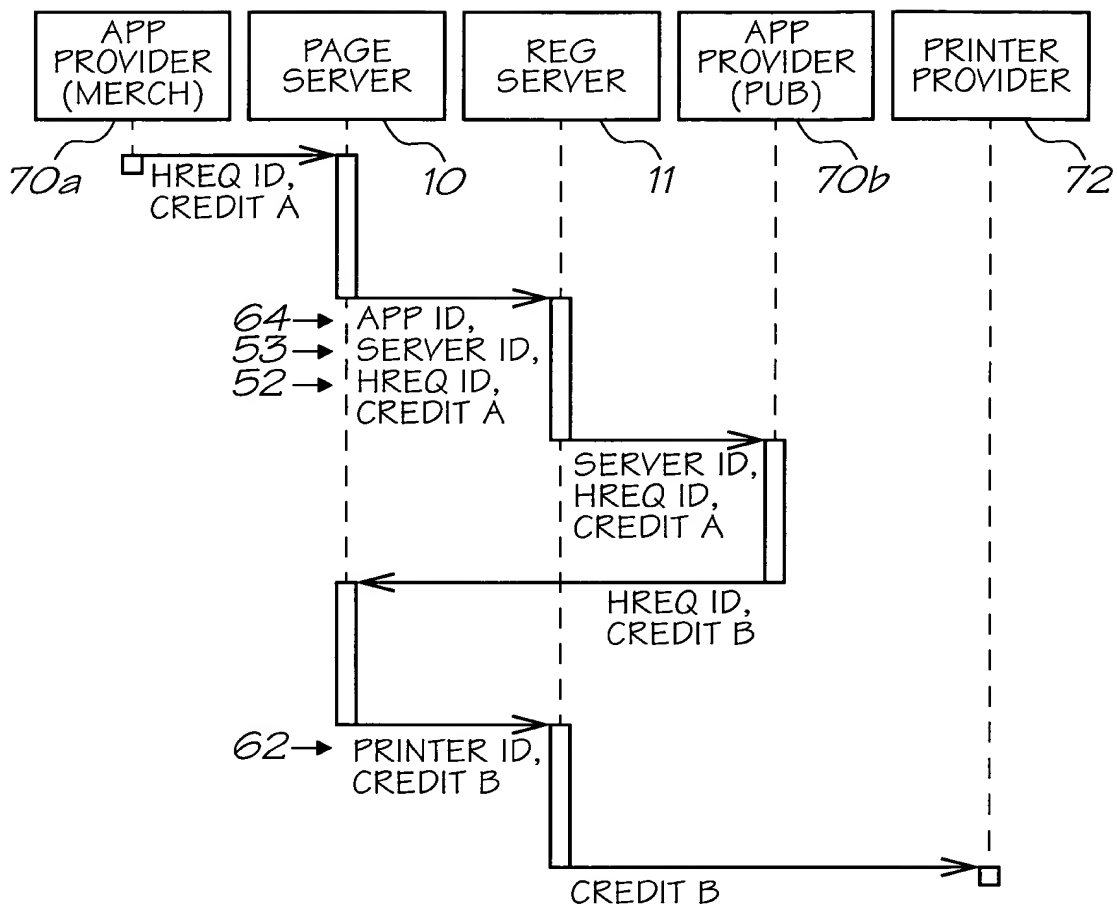 APP
PROVIDER
(MERCH)
PAGE
SERVER
REG
SERVER
APP
PROVIDER
(PUB)
PRINTER
PROVIDER
70a
10
11
70b
72
HREQ ID,
CREDIT A
64
APP ID,
53
SERVER ID,
52
HREQ ID,
CREDIT A
SERVER ID,
HREQ ID,
CREDIT A
HREQ ID,
CREDIT B
62
PRINTER ID,
CREDIT B
CREDIT B